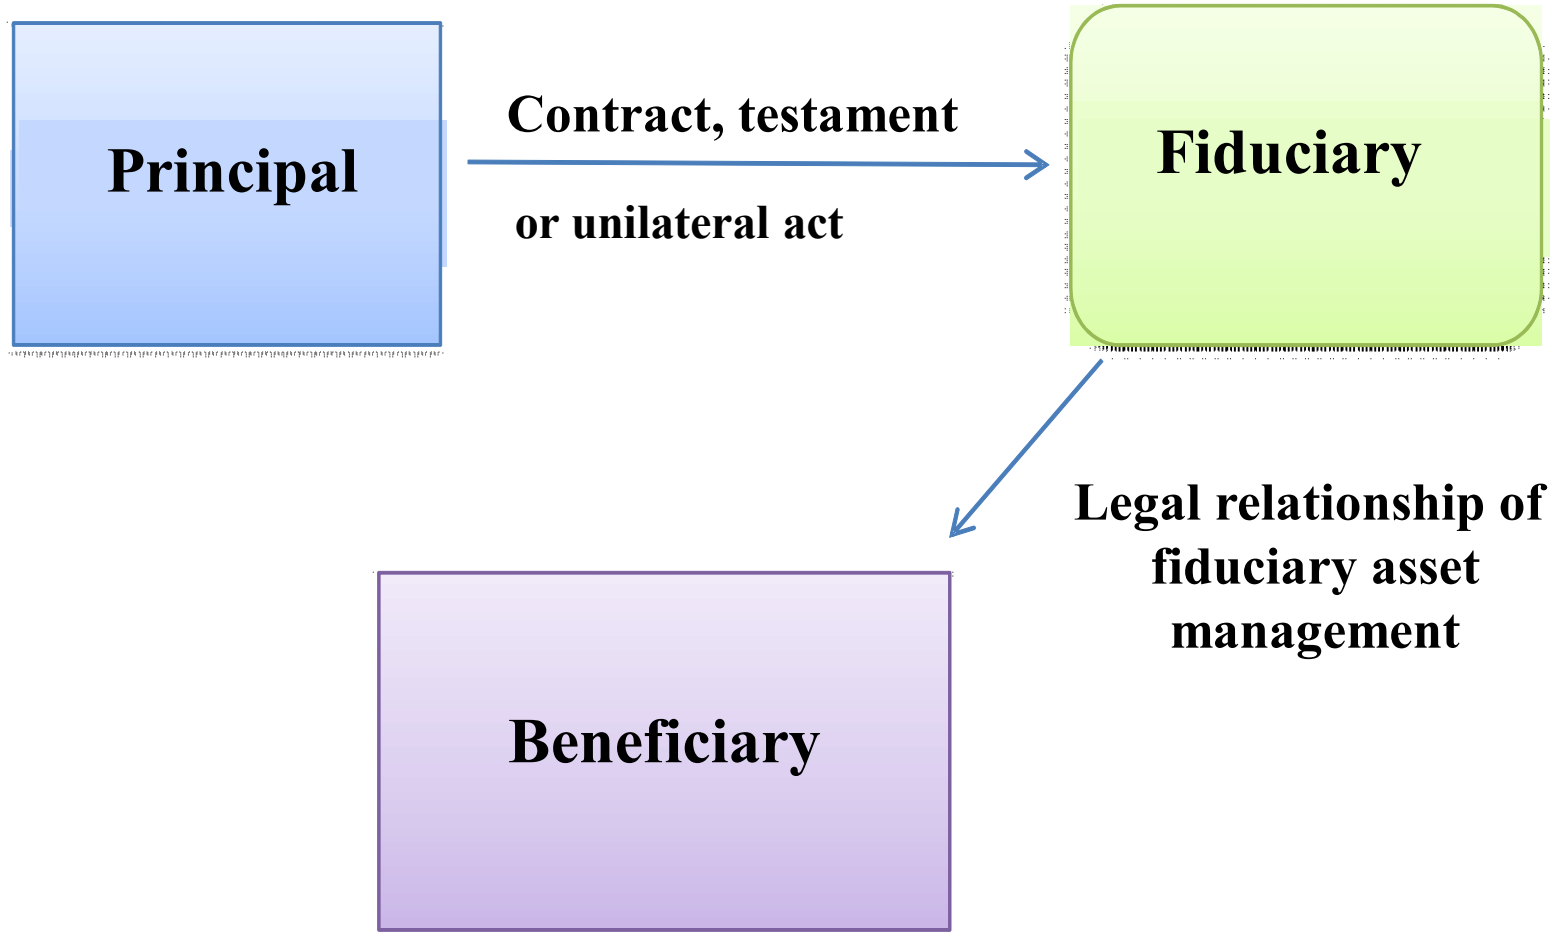 Principal
Contract, testament
or unilateral act
Fiduciary
Legal relationship of
fiduciary asset
management
Beneficiary